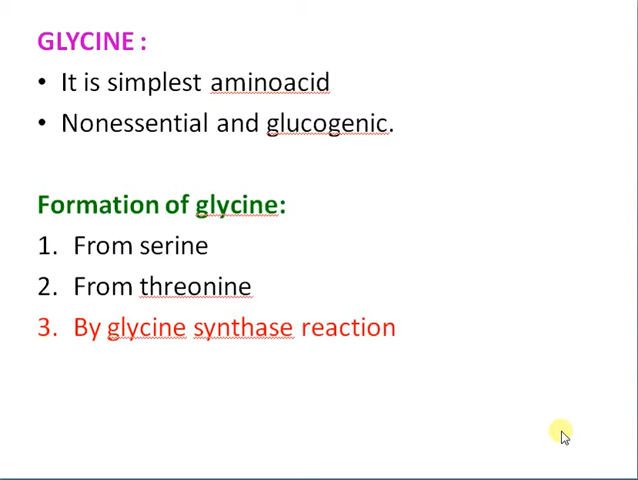 GLYCINE :
• It is simplest aminoacid
• Nonessential and glucogenic.
Formation of glycine:
1. From serine
2. From threonine
3. By glycine synthase reaction